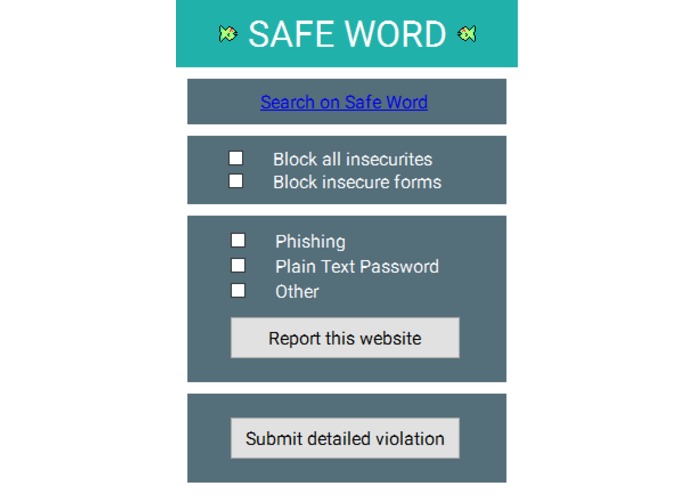 SAFE WORD
Search on Safe Word
Block all insecurites
Block insecure forms
Phishing
Plain Text Password
Other
Report this website
Submit detailed violation